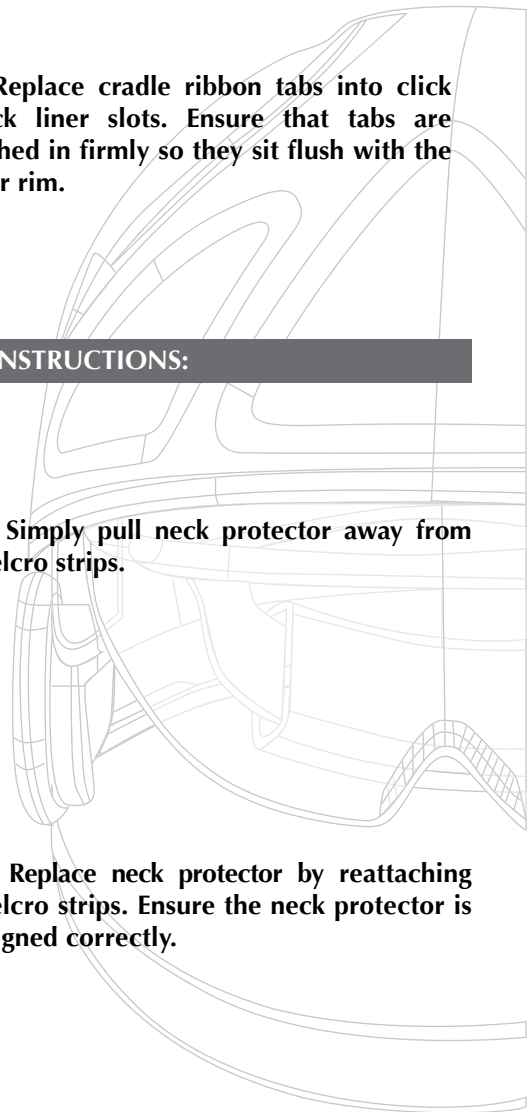 Replace cradle ribbon tabs into click
ck liner slots. Ensure that tabs are
hed in firmly so they sit flush with the
r rim.
NSTRUCTIONS:
Simply pull neck protector away from
elcro strips.
Replace neck protector by reattaching
elcro strips. Ensure the neck protector is
gned correctly.